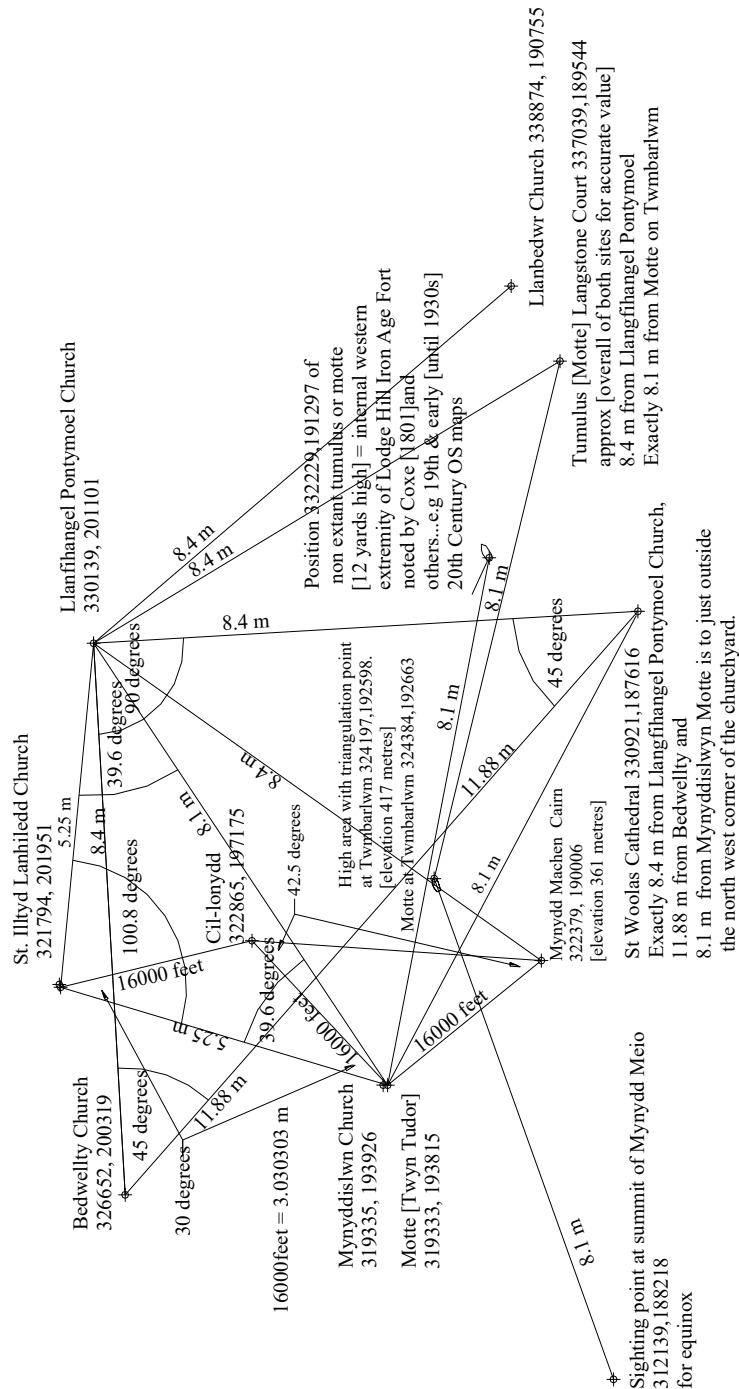 St. Illtyd Lanhiledd Church
321794, 201951
Llanfihangel Pontymoel Church
330139, 201101
Bedwellty Church
326652, 200319
5.25 m
8.4 m
39.6 degrees
90 degrees
45 degrees
100.8 degrees
16000 feet
8.4 m
8.4 m
8.4 m
8.1 m
8.4 m
11.88 m
30 degrees
5.25 m
Cil-lonydd
322865, 197175
39.6 degrees
42.5 degrees
16000 feet
16000feet = 3.030303 m
Position 332229,191297 of
non extant tumulus or motte
[12 yards high] = internal western
extremity of Lodge Hill Iron Age Fort
noted by Coxe [1801]and
others...e.g 19th & early [until 1930s]
20th Century OS maps
High area with triangulation point
at Twmbarlwm 324197,192598.
[elevation 417 metres]
Motte at Twmbarwm 324384,192663
Mynyddislwn Church
319335, 193926
Motte [Twyn Tudor]
319333, 193815
8.1 m
8.1 m
11.88 m
45 degrees
8.1 m
16000 feet
Llanbedwr Church 338874, 190755
Tumulus [Motte] Langstone Court 337039,189544
approx [overall of both sites for accurate value]
8.4 m from Llangfihangel Pontymoel
Exactly 8.1 m from Motte on Twmbarlwm
Mynydd Machen  Cairn
322379, 190006
[elevation 361 metres]
St Woolas Cathedral 330921,187616
Exactly 8.4 m from Llangfihangel Pontymoel Church,
11.88 m from Bedwellty and
8.1 m  from Mynyddislwyn Motte is to just outside
the north west corner of the churchyard.
8.1 m
Sighting point at summit of Mynydd Meio
312139,188218
for equinox